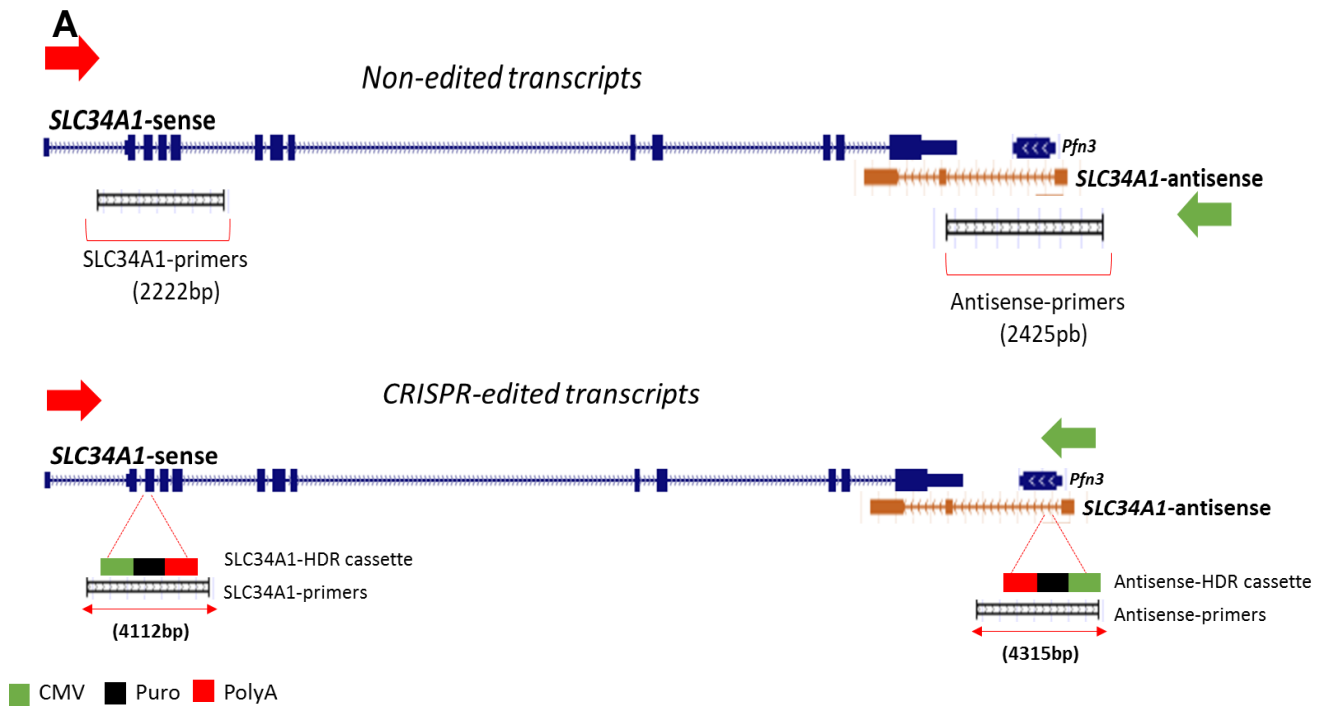 A
Non-edited transcripts
SLC34A1-sense
Pfn3
SLC34A1-antisense
SLC34A1-primers
(2222bp)
Antisense-primers
(2425pb)
CRISPR-edited transcripts
SLC34A1-sense
Pfn3
SLC34A1-antisense
SLC34A1-HDR cassette
SLC34A1-primers
(4112bp)
Antisense-HDR cassette
Antisense-primers
(4315bp)
CMV Puro PolyA